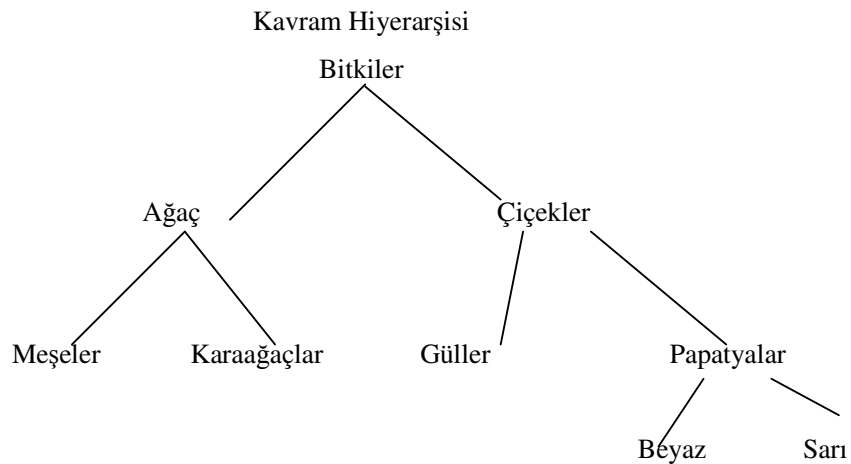 Kavram Hiyerarşisi
Bitkiler
Ağaç Çiçekler
Meşeler Karaağaçlar Güller Papatyalar
Beyaz Sarı